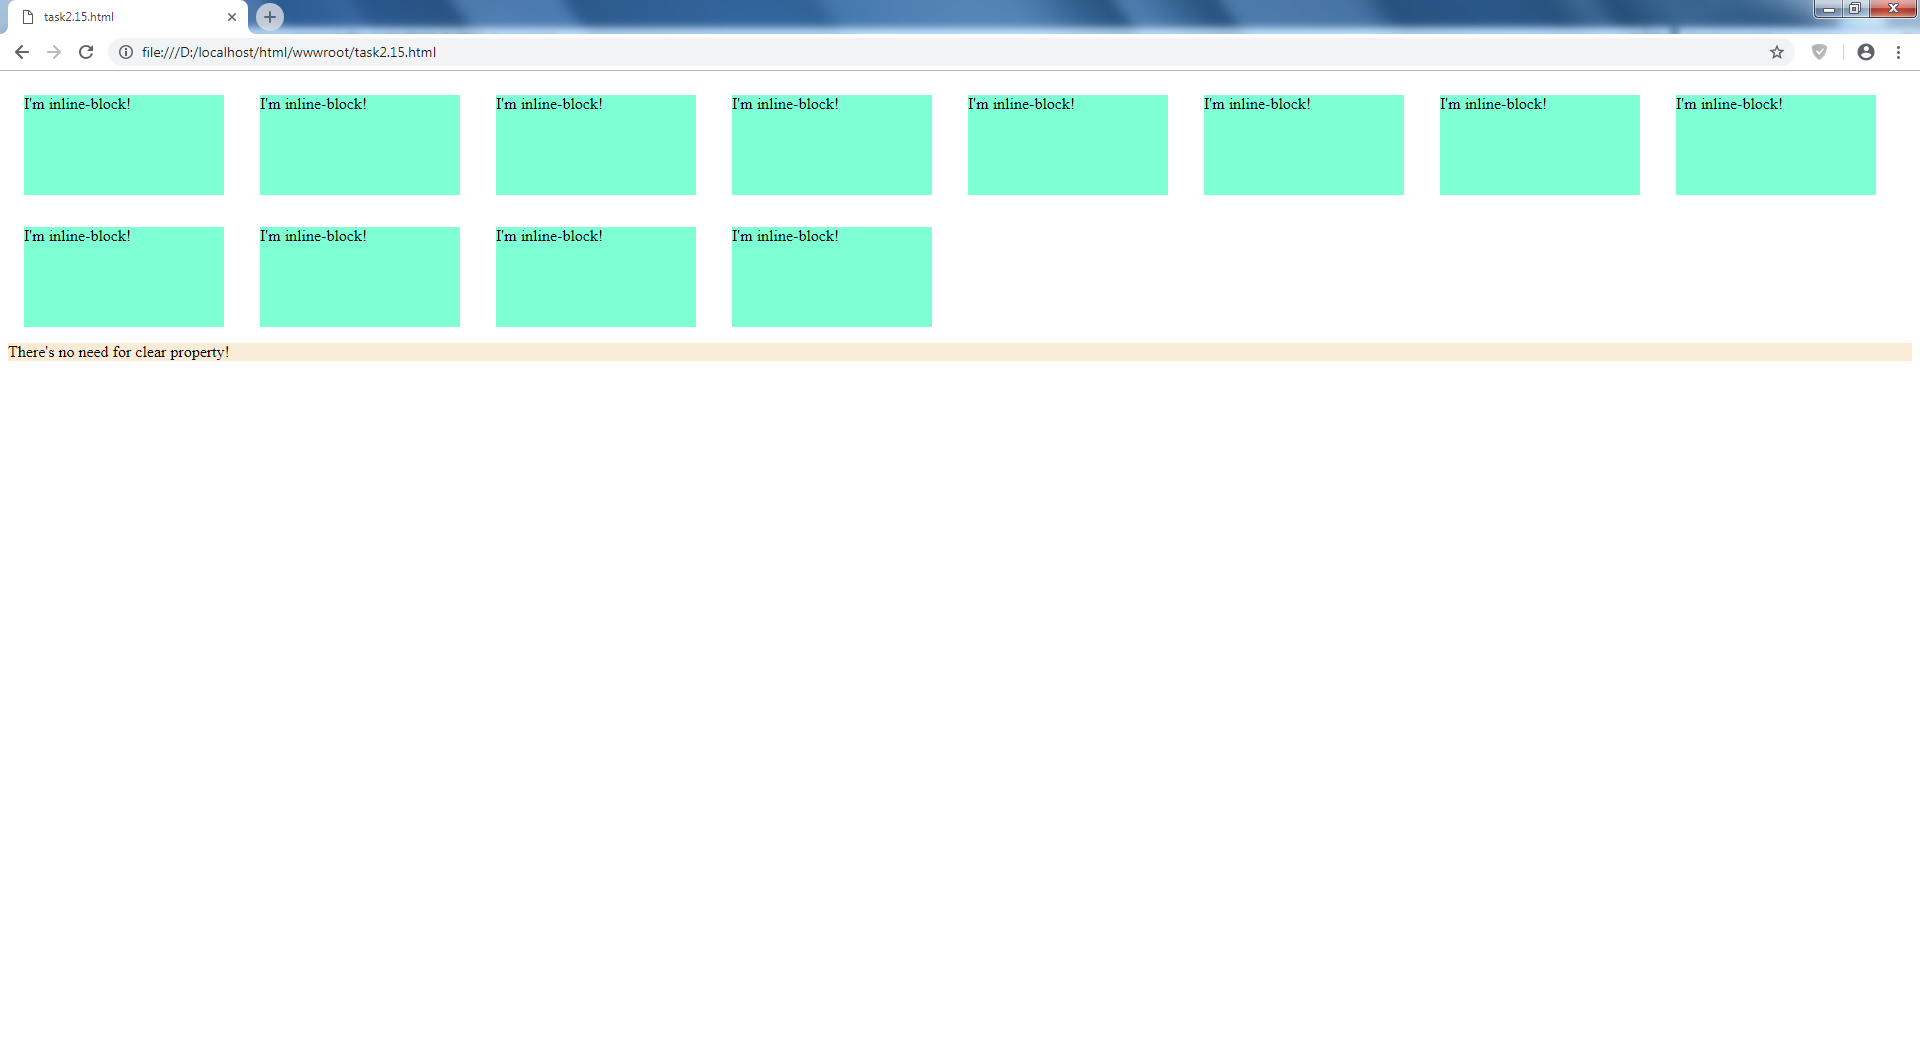 task2.15.html
file:///D:/localhost/html/wwwroot/task2.15.html
I'm inline-block! I'm inline-block! I'm inline-block! I'm inline-block! I'm inline-block! I'm inline-block! I'm inline-block! I'm inline-block!
I'm inline-block! I'm inline-block! I'm inline-block! I'm inline-block!
There's no need for clear property!